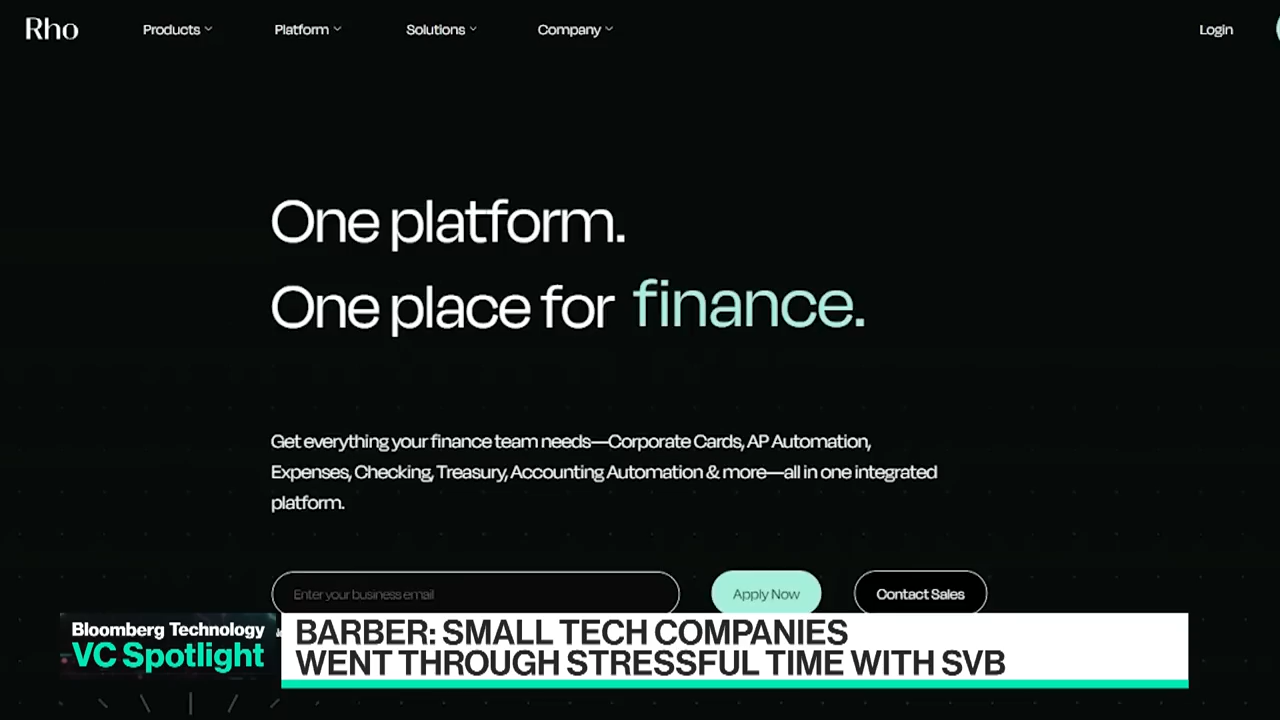 Rho
Products
Platform
Solutions
Company
Login
One platform.
One place for finance.
Get everything your finance team needs—Corporate Cards, AP Automation,
Expenses, Checking, Treasury, Accounting Automation & more—all in one integrated
platform.
Enter your business email
Apply Now
Contact Sales
Bloomberg Technology
VC Spotlight
BARBER: SMALL TECH COMPANIES
WENT THROUGH STRESSFUL TIME WITH SVB